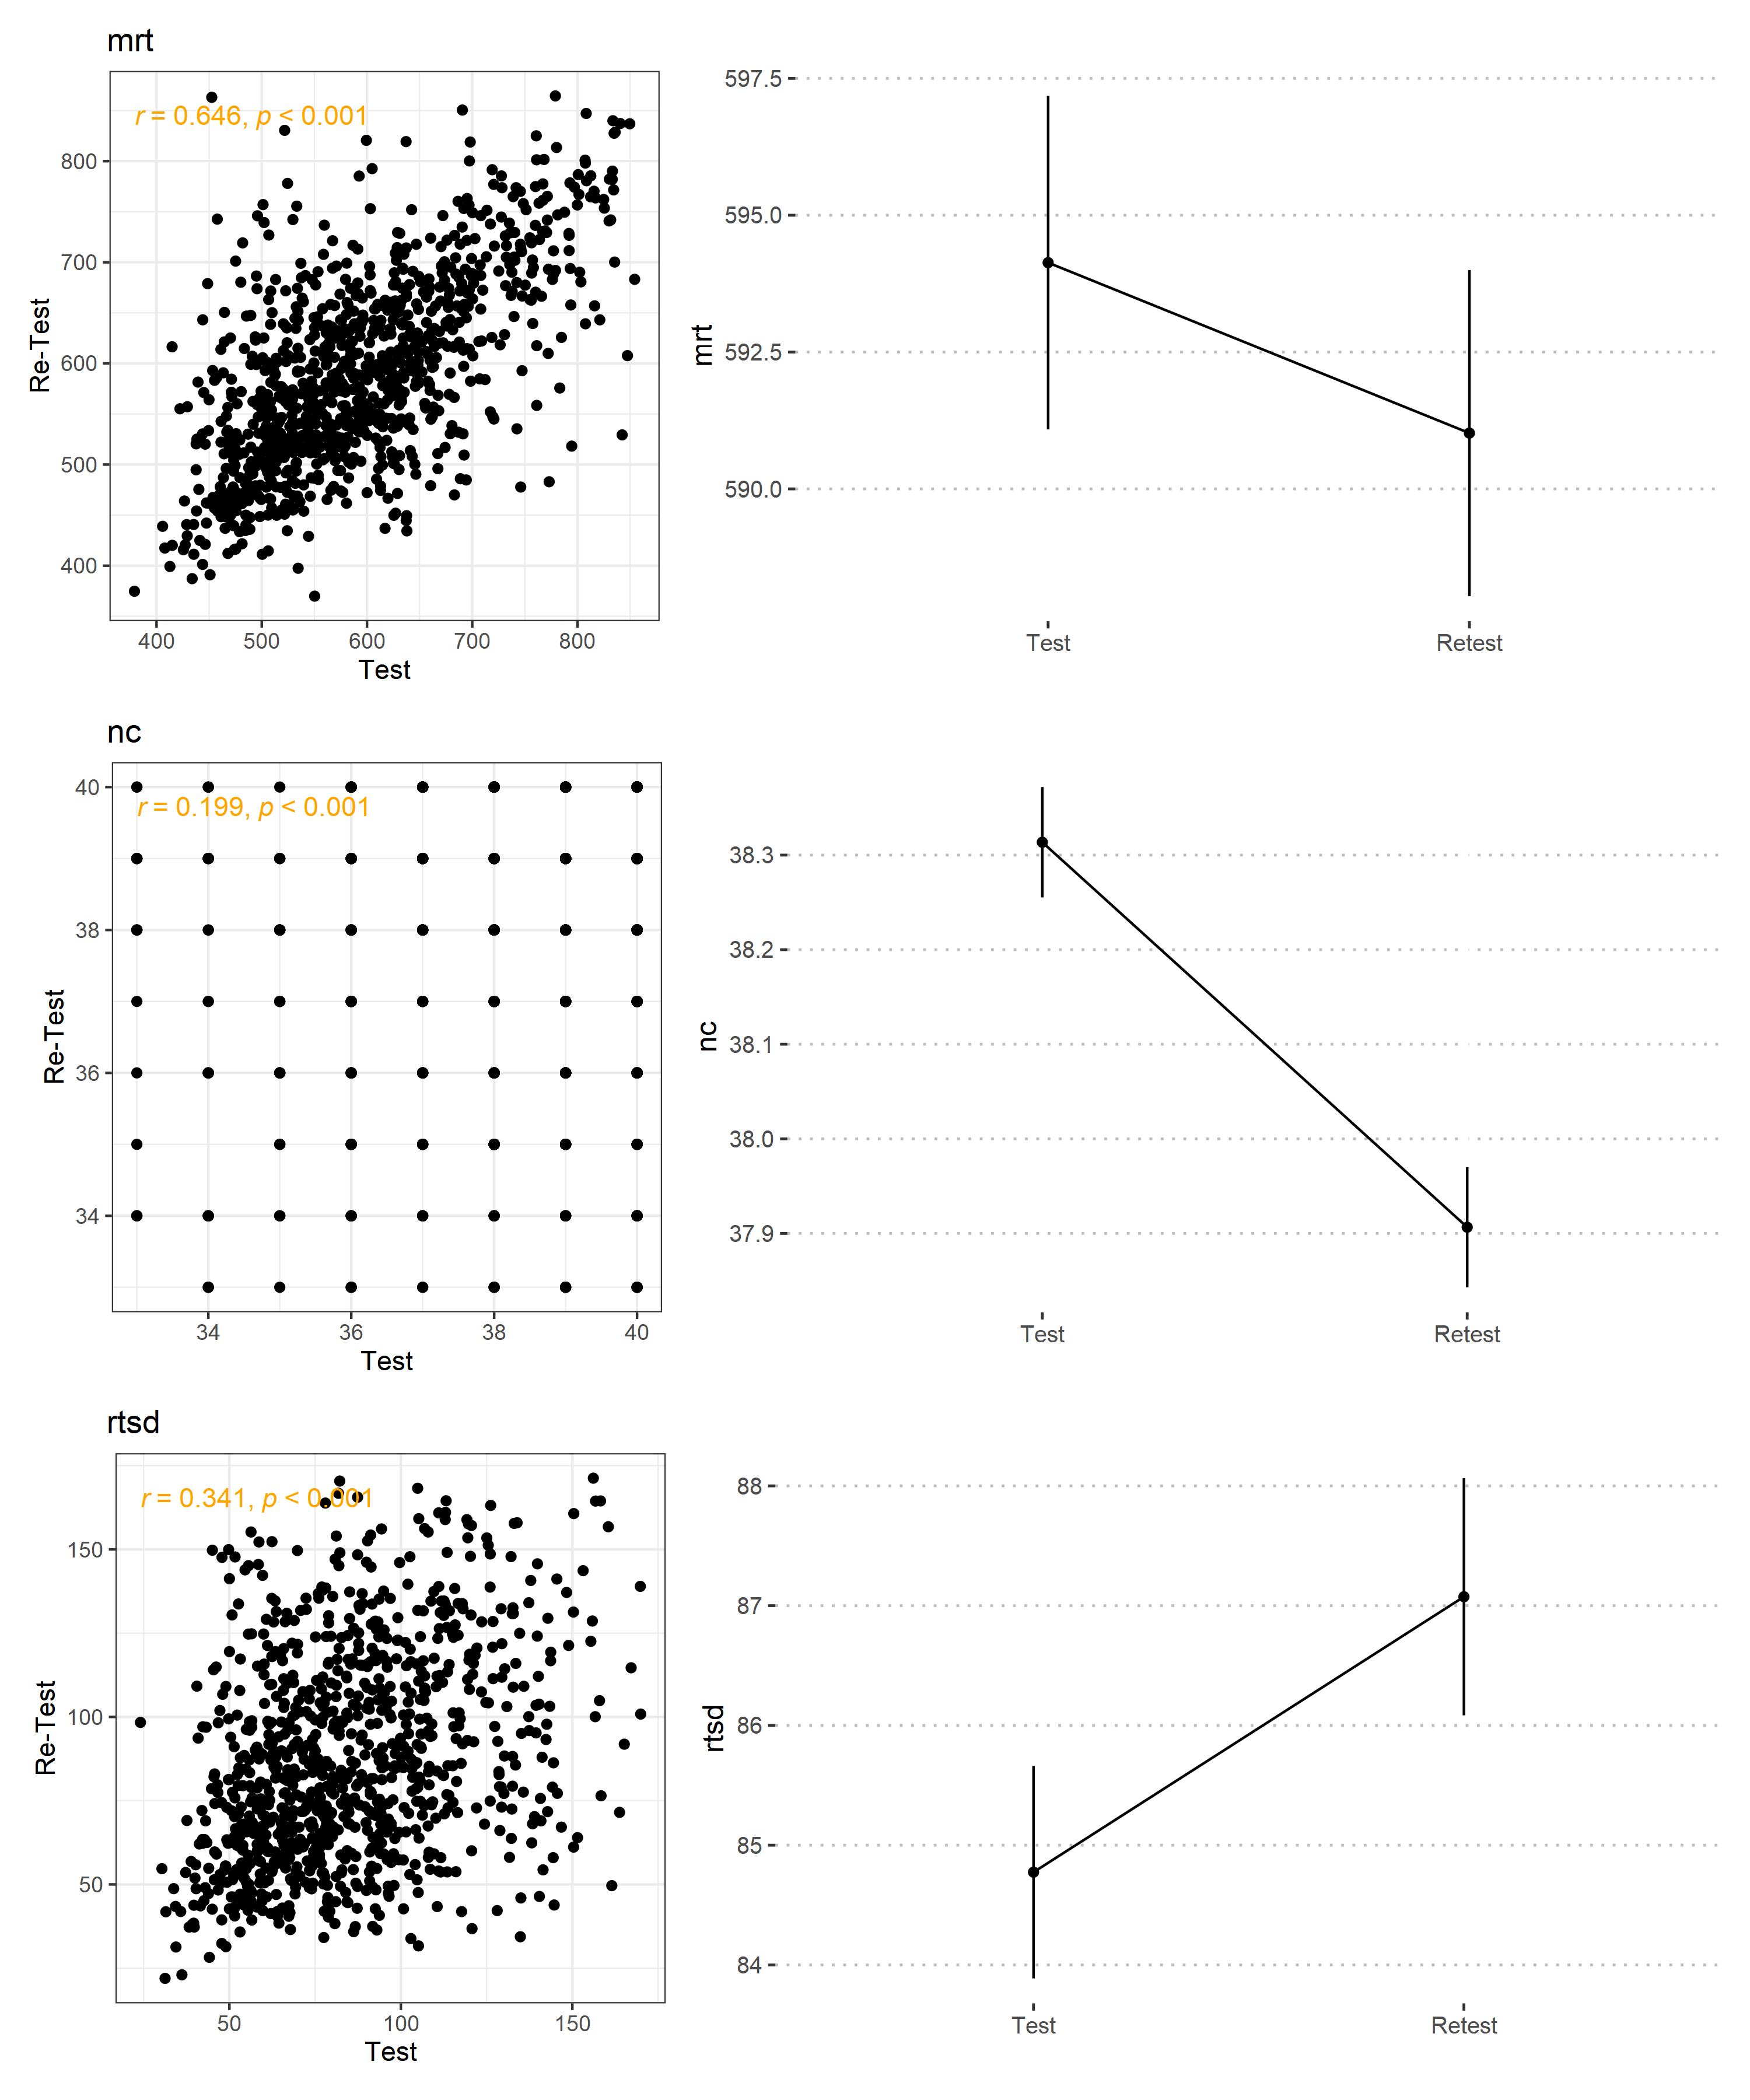 mrt
r = 0.646, p < 0.001
800
700
600
500
400
Re-Test
400 500 600 700 800
Test
597.5
595.0
592.5
590.0
mrt
Test Retest
nc
r = 0.199, p < 0.001
40
38
36
34
Re-Test
34 36 38 40
Test
38.3
38.2
38.1
38.0
37.9
nc
Test Retest
rtsd
r = 0.341, p < 0.001
150
100
50
Re-Test
50 100 150
Test
88
87
86
85
84
rtsd
Test Retest